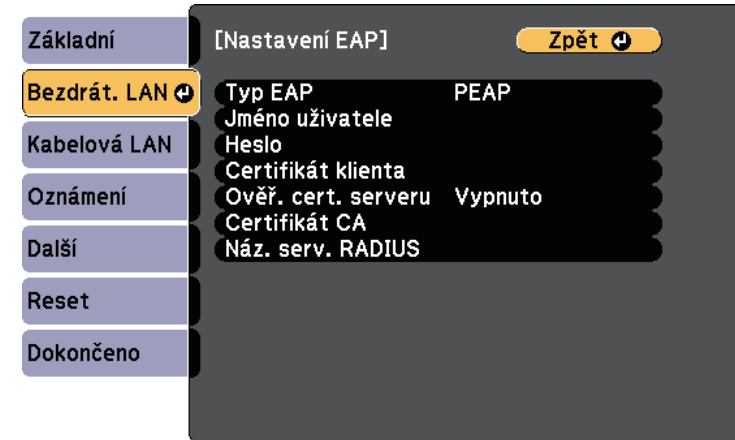 Základní
Bezdrát. LAN
Kabelová LAN
Oznámení
Další
Reset
Dokončeno
[Nastavení EAP]
Zpět
Typ EAP PEAP
Jméno uživatele
Heslo
Certifikát klienta
Ověř. cert. serveru Vypnuto
Certifikát CA
Náz. serv. RADIUS